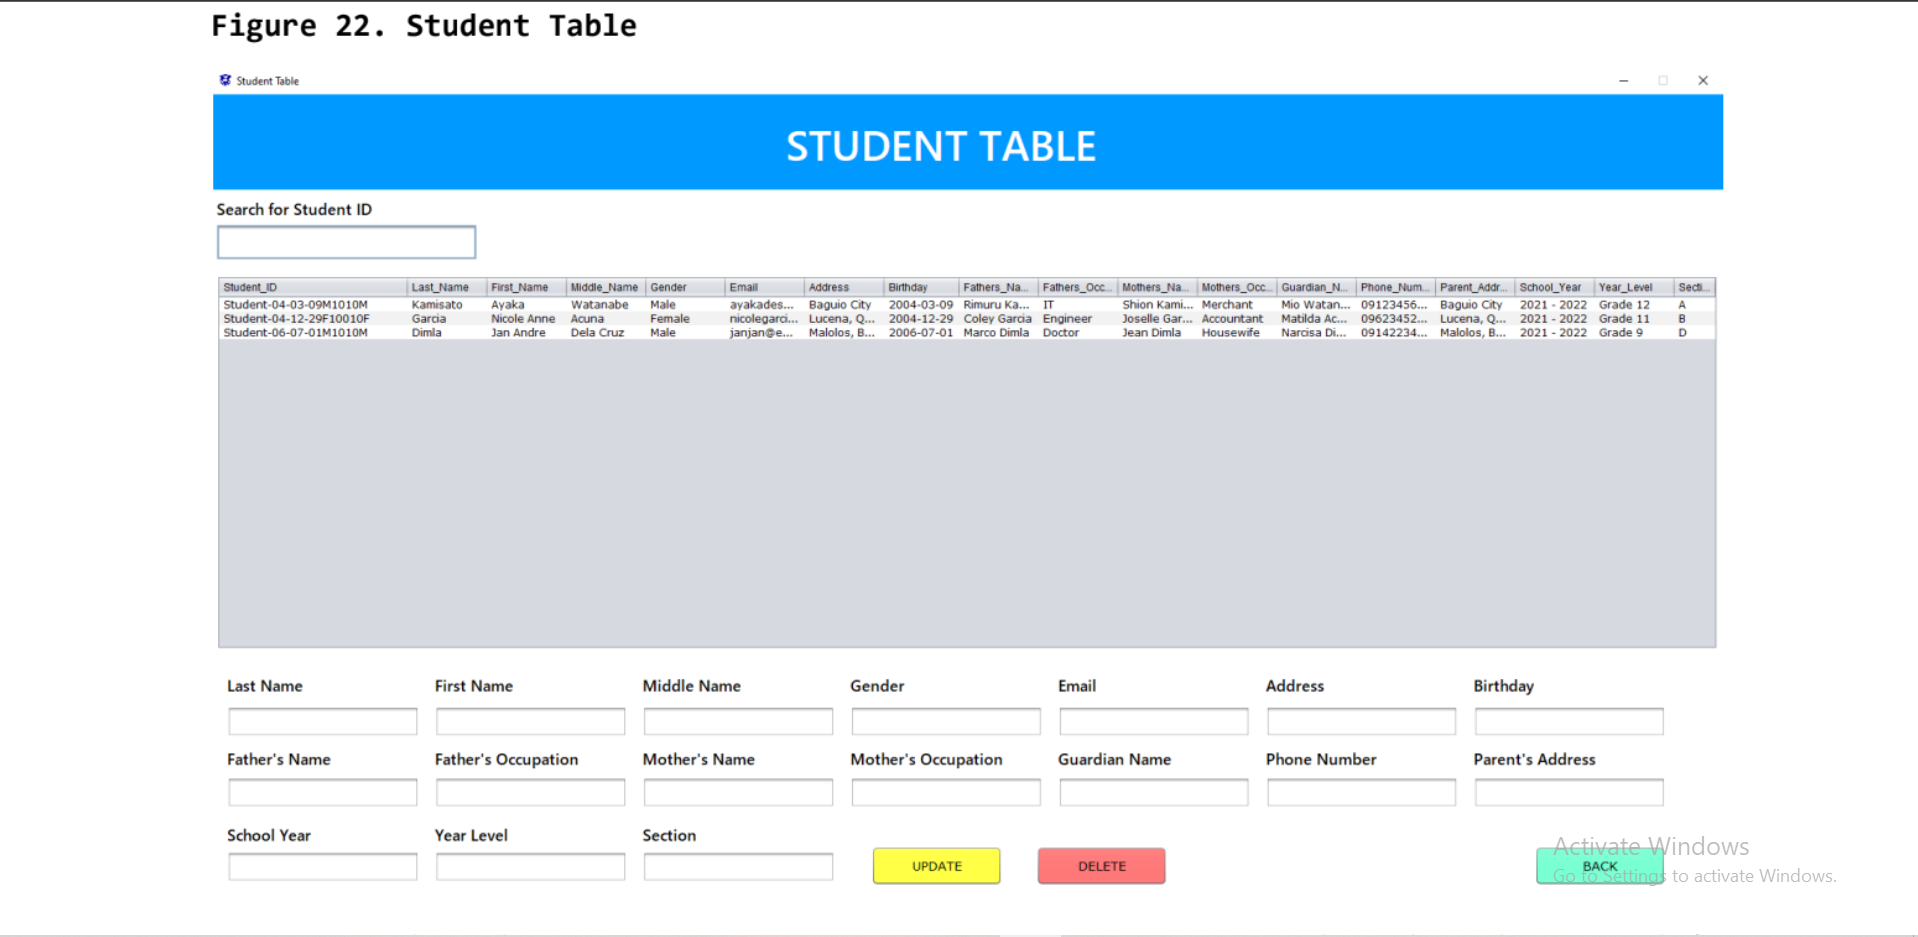 Figure 22. Student Table
Student Table
STUDENT TABLE
Search for Student ID
Student_ID Last_Name First_Name Middle_Name Gender Email Address Birthday Fathers_Na... Fathers_Occ... Mothers_Na... Mothers_Occ... Guardian_N... Phone_Num... Parent_Addr... School_Year Year_Level Secti...
Student-04-03-09M1010M Kamisato Ayaka Watanabe Male ayakades... Baguio City 2004-03-09 Rimuru Ka... IT Shion Kami... Merchant Mio Watan... 09123456... Baguio City 2021 - 2022 Grade 12 A
Student-04-12-29F10010F Garcia Nicole Anne Acuna Female nicolegarci... Lucena, Q... 2004-12-29 Coley Garcia Engineer Joselle Gar... Accountant Matilda Ac... 09623452... Lucena, Q... 2021 - 2022 Grade 11 B
Student-06-07-01M1010M Dimla Jan Andre Dela Cruz Male janjan@e... Malolos, B... 2006-07-01 Marco Dimla Doctor Jean Dimla Housewife Narcisa Di... 09142234... Malolos, B... 2021 - 2022 Grade 9 D
Last Name First Name Middle Name Gender Email Address Birthday
Father's Name Father's Occupation Mother's Name Mother's Occupation Guardian Name Phone Number Parent's Address
School Year Year Level Section
UPDATE DELETE BACK
Activate Windows
Go to Settings to activate Windows.